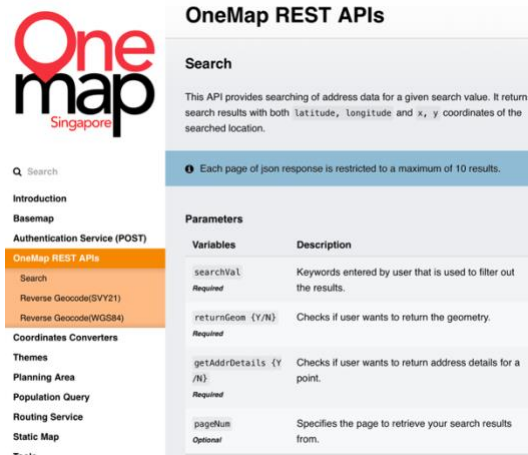 One
map
Singapore
Search
Introduction
Basemap
Authentication Service (POST)
OneMap REST APIs
Search
Reverse Geocode(SVY21)
Reverse Geocode(WGS84)
Coordinates Converters
Themes
Planning Area
Population Query
Routing Service
Static Map
OneMap REST APIs
Search
This API provides searching of address data for a given search value. It return
search results with both latitude, longitude and x, y coordinates of the
searched location.
Each page of json response is restricted to a maximum of 10 results.
Parameters
Variables Description
searchVal Keywords entered by user that is used to filter out
Required the results.
returnGeom {Y/N} Checks if user wants to return the geometry.
Required
getAddrDetails {Y Checks if user wants to return address details for a
/N} point.
Required
pageNum Specifies the page to retrieve your search results
Optional from.